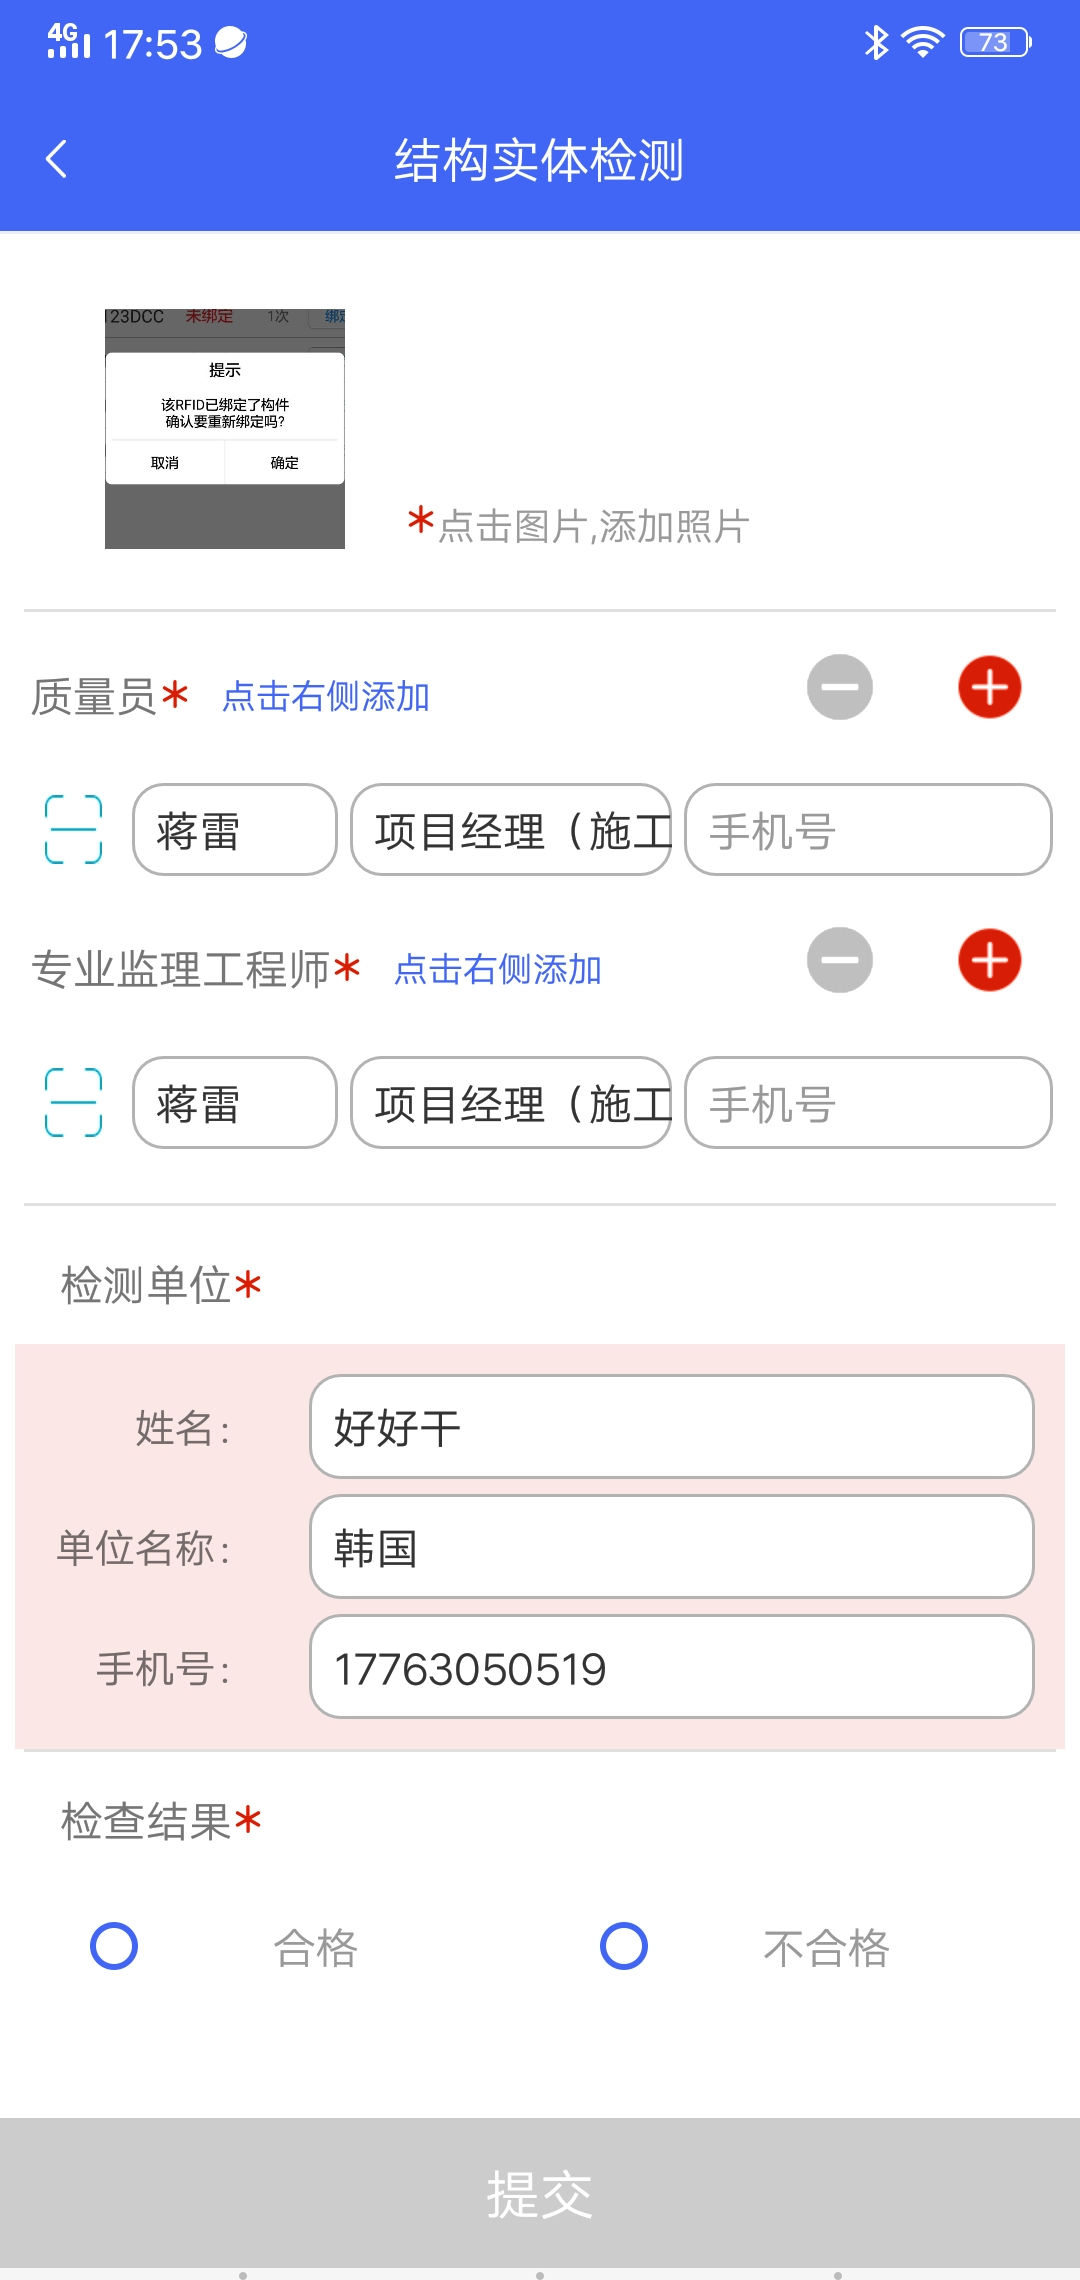 4G 17:53 73
结构实体检测
123DCC 未绑定 1次
提示
该RFID已绑定了构件
确认要重新绑定吗?
取消 确定
*点击图片,添加照片
质量员* 点击右侧添加
蒋雷 项目经理（施工 手机号
专业监理工程师* 点击右侧添加
蒋雷 项目经理（施工 手机号
检测单位*
姓名: 好好干
单位名称: 韩国
手机号: 17763050519
检查结果*
合格 不合格
提交